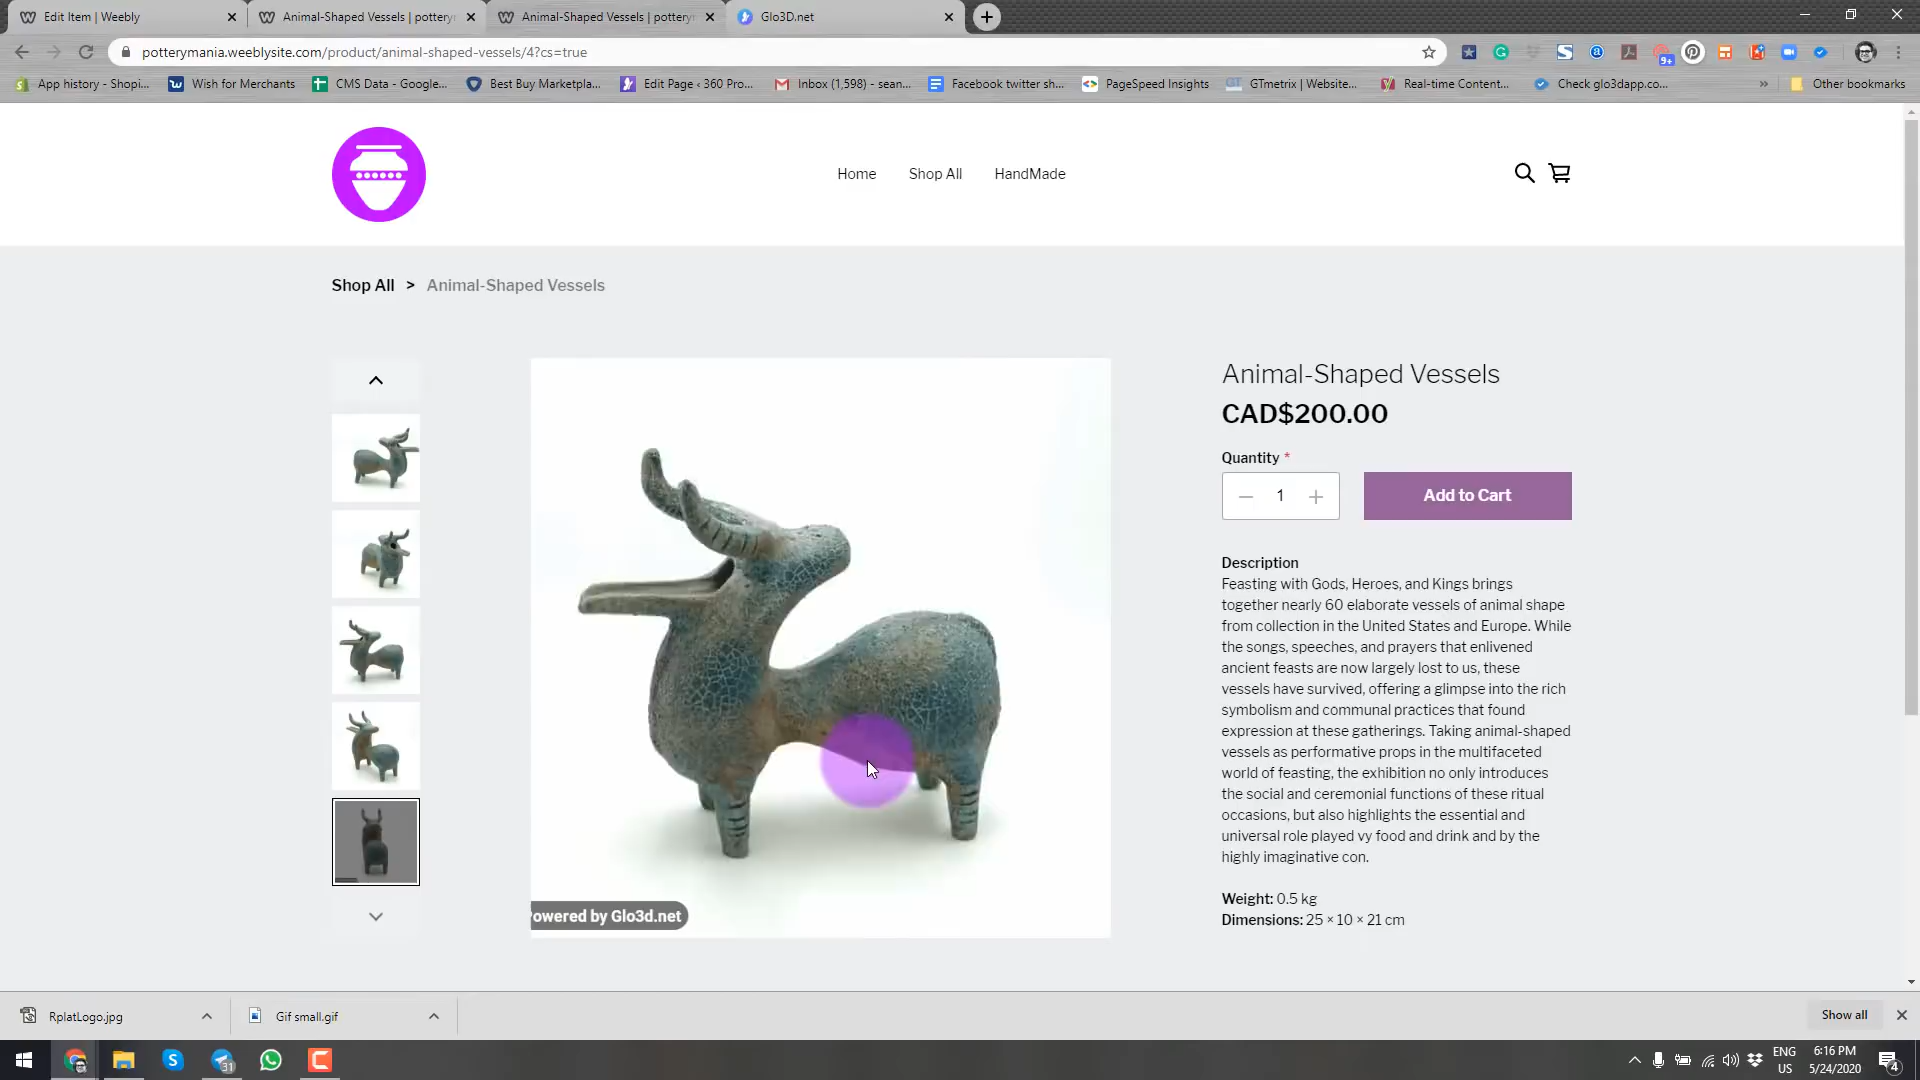 Edit Item | Weebly
Animal-Shaped Vessels | pottery
Animal-Shaped Vessels | pottery
Glo3D.net
potterymania.weeblysite.com/product/animal-shaped-vessels/4?cs=true
9+
App history - Shopi...
Wish for Merchants
CMS Data - Google...
Best Buy Marketpla...
Edit Page ‹ 360 Pro...
Inbox (1,598) - sean...
Facebook twitter sh...
PageSpeed Insights
GTmetrix | Website...
Real-time Content...
Check glo3dapp.co...
»
Other bookmarks
Home
Shop All
HandMade
Shop All > Animal-Shaped Vessels
Animal-Shaped Vessels
CAD$200.00
Quantity *
− 1 +
Add to Cart
Description
Feasting with Gods, Heroes, and Kings brings
together nearly 60 elaborate vessels of animal shape
from collection in the United States and Europe. While
the songs, speeches, and prayers that enlivened
ancient feasts are now largely lost to us, these
vessels have survived, offering a glimpse into the rich
symbolism and communal practices that found
expression at these gatherings. Taking animal-shaped
vessels as performative props in the multifaceted
world of feasting, the exhibition no only introduces
the social and ceremonial functions of these ritual
occasions, but also highlights the essential and
universal role played vy food and drink and by the
highly imaginative con.
Weight: 0.5 kg
Dimensions: 25 × 10 × 21 cm
owered by Glo3d.net
RplatLogo.jpg
Gif small.gif
Show all
31
ENG
US
6:16 PM
5/24/2020
4